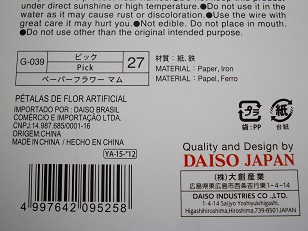 under direct sunshine or high temperature. ●Do not use it in the
water as it may cause rust or discoloration. ●Use the wire with
great care it may hurt you. ●Not edible. Do not place in mouth.
●Do not use other than the original intended purpose.
G-039
ピック
Pick
27
ペーパーフラワー マム
材質：紙，鉄
MATERIAL : Paper, Iron
MATERIAL : Papel, Ferro
PÉTALAS DE FLOR ARTIFICIAL
IMPORTADO POR : DAISO BRASIL
COMÉRCIO E IMPORTAÇÃO LTDA.
CNPJ:14.987.685/0001-16
ORIGEM:CHINA
MADE IN CHINA / HECHO EN CHINA
YA-15-'12
4 997642 095258
プラ
袋：PP
紙
台紙
Quality and Design by
DAISO JAPAN
(株)大創産業
広島県東広島市西条吉行東1-4-14
DAISO INDUSTRIES CO.,LTD.
1-4-14 Saijyo Yoshiyukihigashi,
Higashihiroshima,Hiroshima,739-8501,JAPAN